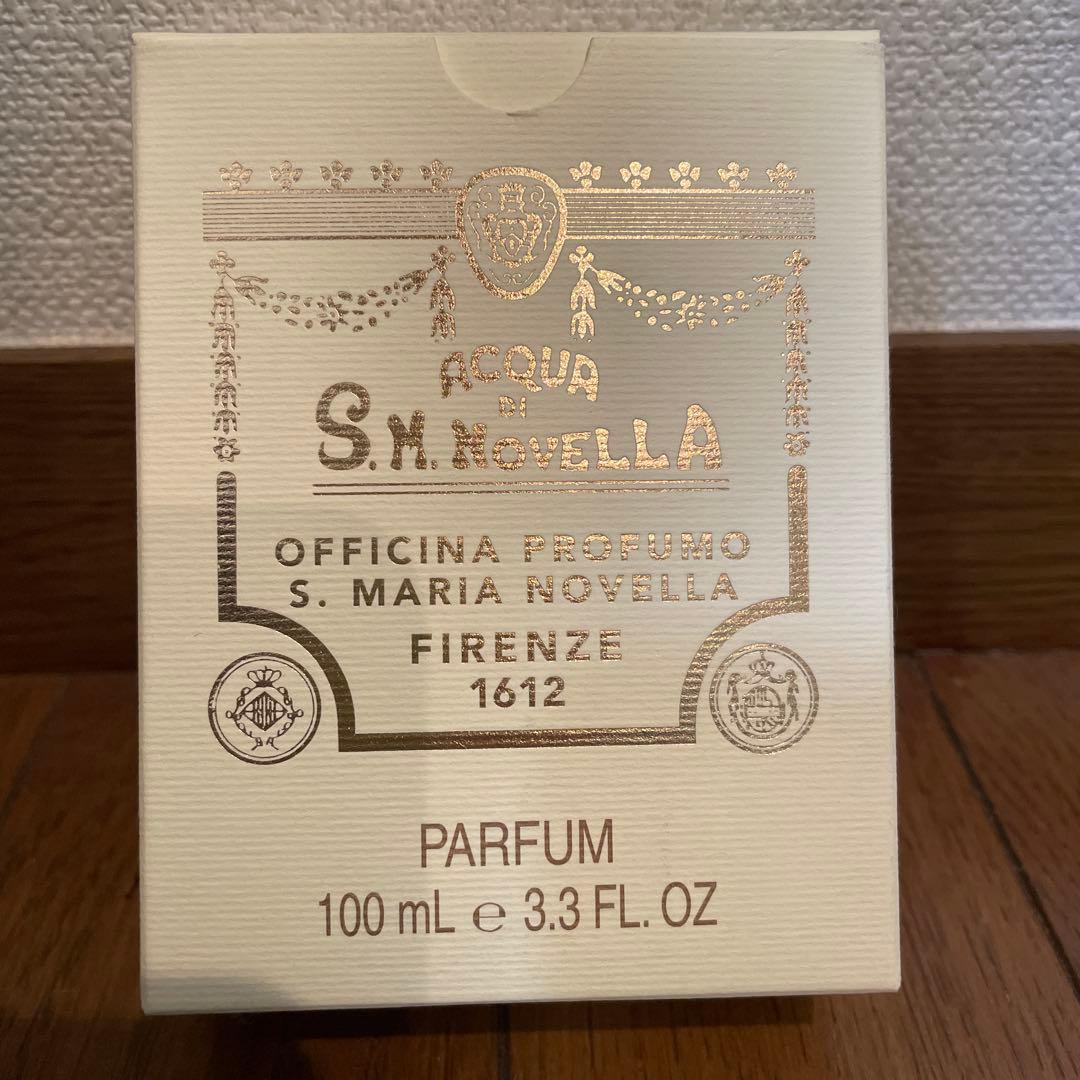 ACQUA
DI
S.M. NOVELLA
OFFICINA PROFUMO
S. MARIA NOVELLA
FIRENZE
1612
PARFUM
100 mL ℮ 3.3 FL. OZ